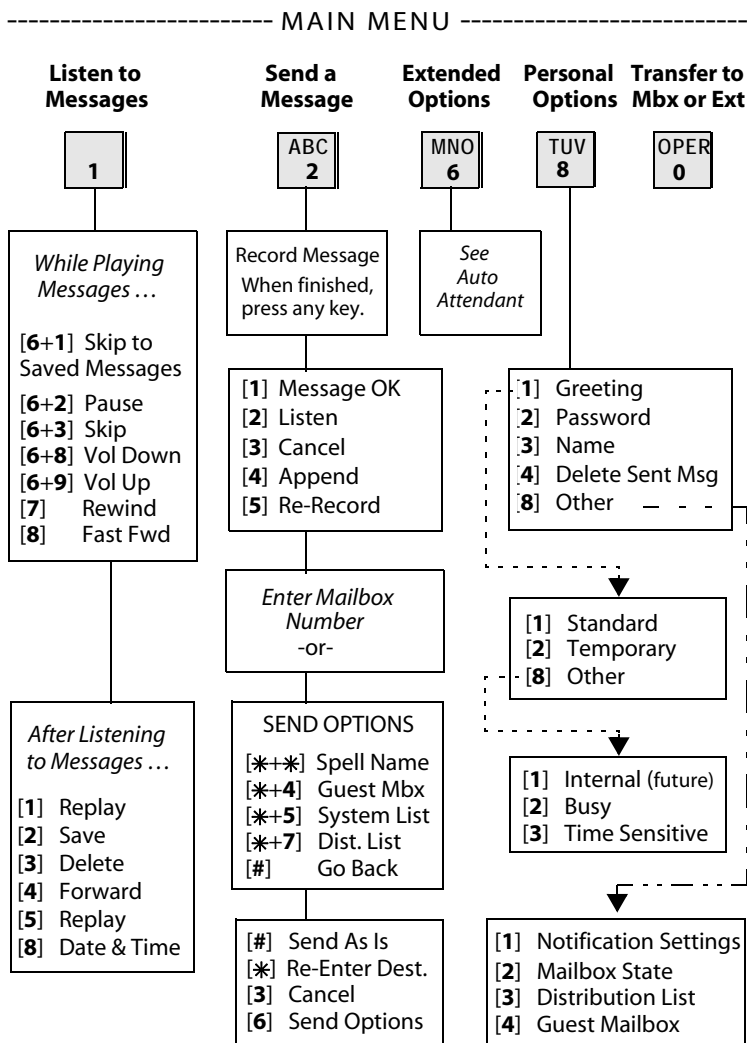 MAIN MENU
Listen to
Messages
Send a
Message
Extended
Options
Personal
Options
Transfer to
Mbx or Ext
1
ABC
2
MNO
6
TUV
8
OPER
0
While Playing
Messages …
[6+1] Skip to
Saved Messages
[6+2] Pause
[6+3] Skip
[6+8] Vol Down
[6+9] Vol Up
[7] Rewind
[8] Fast Fwd
After Listening
to Messages …
[1] Replay
[2] Save
[3] Delete
[4] Forward
[5] Replay
[8] Date & Time
Record Message
When finished,
press any key.
[1] Message OK
[2] Listen
[3] Cancel
[4] Append
[5] Re-Record
Enter Mailbox
Number
-or-
SEND OPTIONS
[∗+∗] Spell Name
[∗+4] Guest Mbx
[∗+5] System List
[∗+7] Dist. List
[#] Go Back
[#] Send As Is
[∗] Re-Enter Dest.
[3] Cancel
[6] Send Options
See
Auto
Attendant
[1] Greeting
[2] Password
[3] Name
[4] Delete Sent Msg
[8] Other
[1] Standard
[2] Temporary
[8] Other
[1] Internal (future)
[2] Busy
[3] Time Sensitive
[1] Notification Settings
[2] Mailbox State
[3] Distribution List
[4] Guest Mailbox